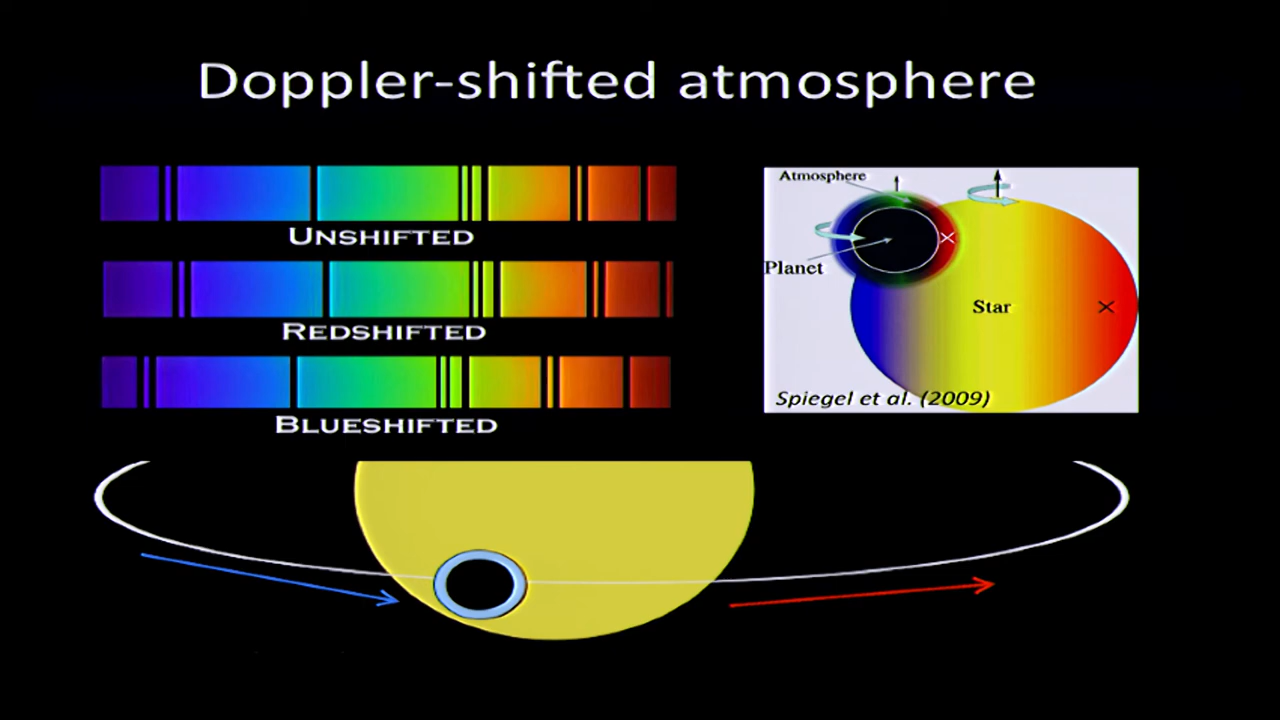 Doppler-shifted atmosphere
UNSHIFTED
REDSHIFTED
BLUESHIFTED
Atmosphere
Planet
Star
Spiegel et al. (2009)